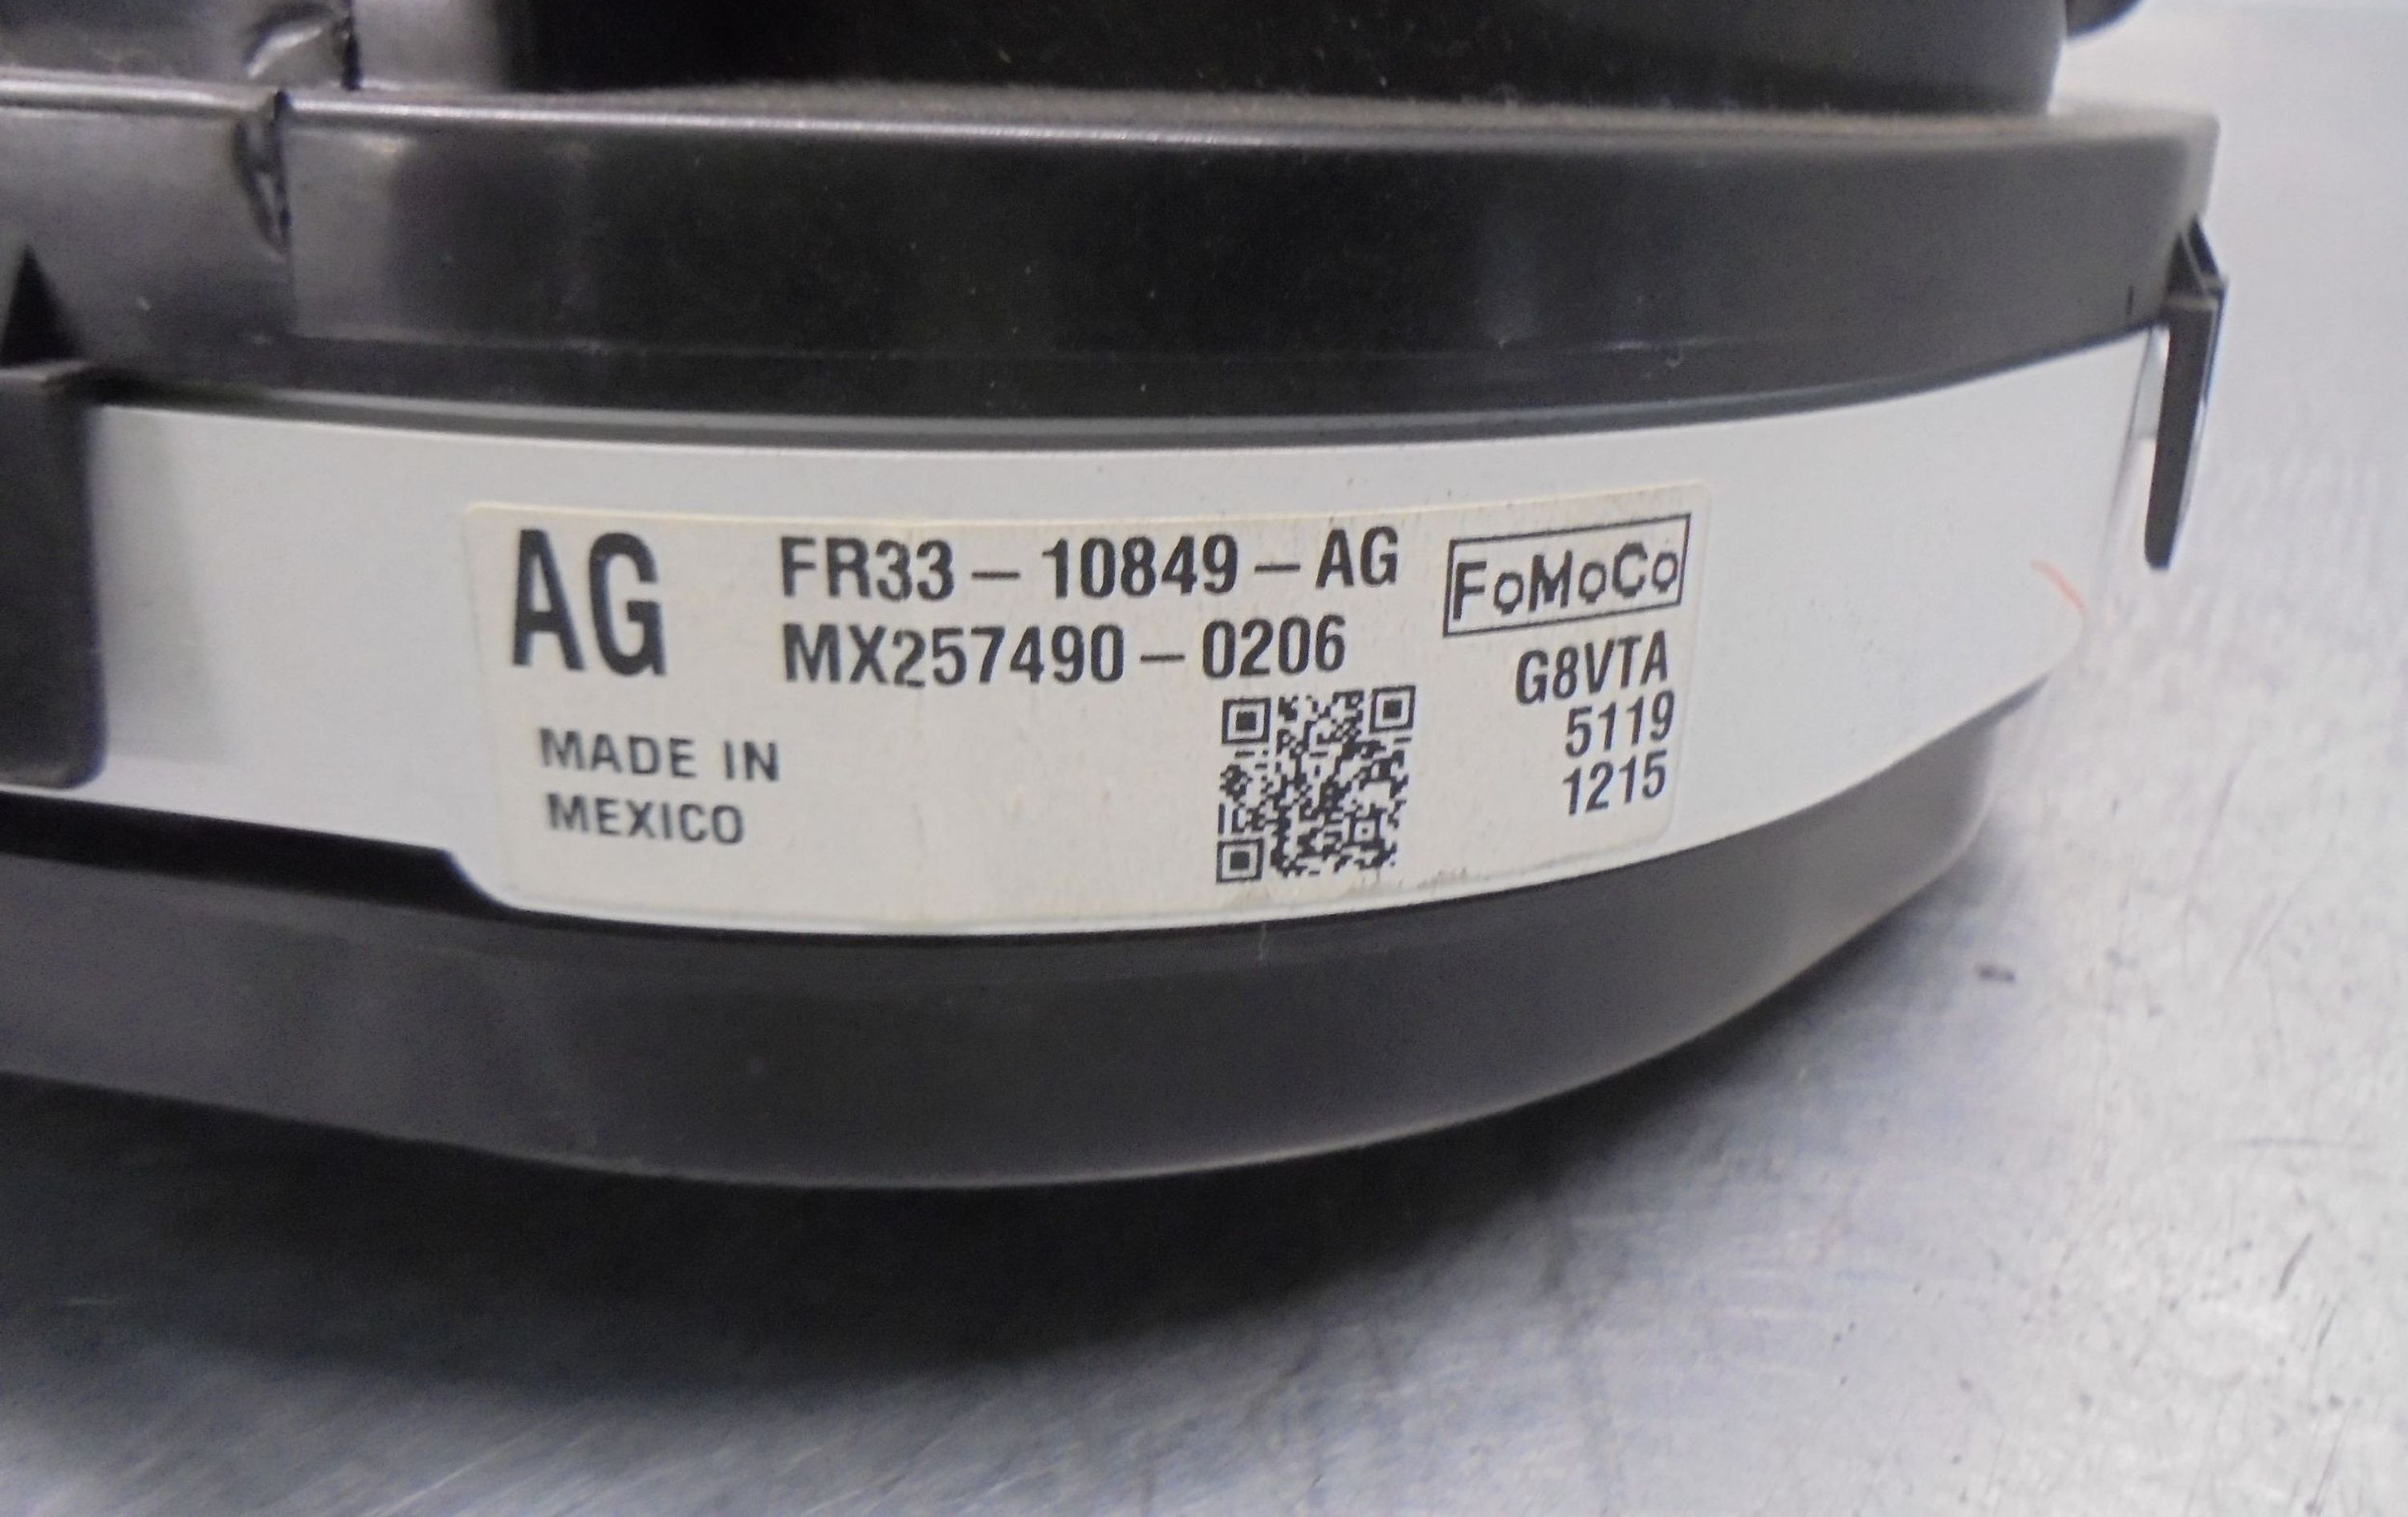 AG
FR33-10849-AG
MX257490-0206
MADE IN
MEXICO
FoMoCo
G8VTA
5119
1215